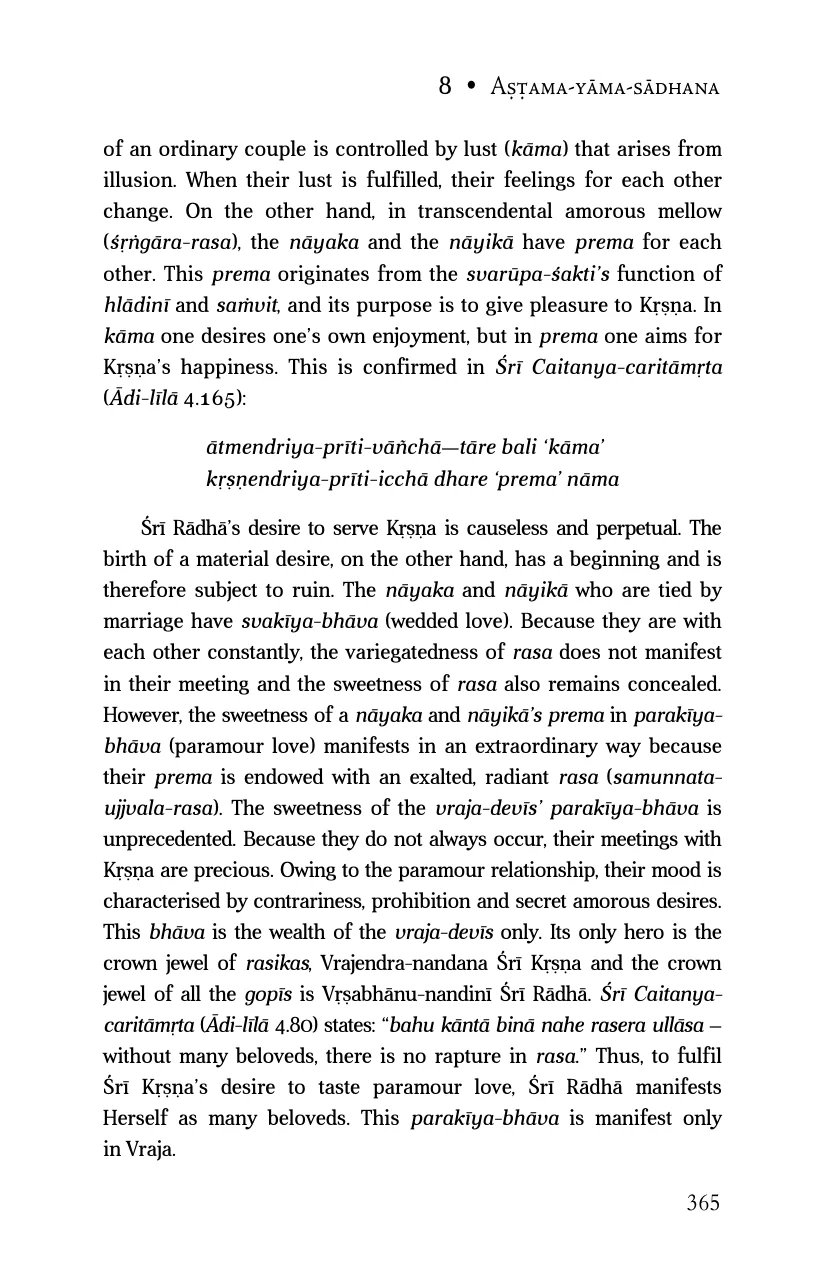 8 • Aṣṭama-yāma-sādhana
of an ordinary couple is controlled by lust (kāma) that arises from
illusion. When their lust is fulfilled, their feelings for each other
change. On the other hand, in transcendental amorous mellow
(śṛṅgāra-rasa), the nāyaka and the nāyikā have prema for each
other. This prema originates from the svarūpa-śakti’s function of
hlādinī and saṁvit, and its purpose is to give pleasure to Kṛṣṇa. In
kāma one desires one’s own enjoyment, but in prema one aims for
Kṛṣṇa’s happiness. This is confirmed in Śrī Caitanya-caritāmṛta
(Ādi-līlā 4.165):
ātmendriya-prīti-vāñchā—tāre bali ‘kāma’
kṛṣṇendriya-prīti-icchā dhare ‘prema’ nāma
Śrī Rādhā’s desire to serve Kṛṣṇa is causeless and perpetual. The
birth of a material desire, on the other hand, has a beginning and is
therefore subject to ruin. The nāyaka and nāyikā who are tied by
marriage have svakīya-bhāva (wedded love). Because they are with
each other constantly, the variegatedness of rasa does not manifest
in their meeting and the sweetness of rasa also remains concealed.
However, the sweetness of a nāyaka and nāyikā’s prema in parakīya-
bhāva (paramour love) manifests in an extraordinary way because
their prema is endowed with an exalted, radiant rasa (samunnata-
ujjvala-rasa). The sweetness of the vraja-devīs’ parakīya-bhāva is
unprecedented. Because they do not always occur, their meetings with
Kṛṣṇa are precious. Owing to the paramour relationship, their mood is
characterised by contrariness, prohibition and secret amorous desires.
This bhāva is the wealth of the vraja-devīs only. Its only hero is the
crown jewel of rasikas, Vrajendra-nandana Śrī Kṛṣṇa and the crown
jewel of all the gopīs is Vṛṣabhānu-nandinī Śrī Rādhā. Śrī Caitanya-
caritāmṛta (Ādi-līlā 4.80) states: “bahu kāntā binā nahe rasera ullāsa –
without many beloveds, there is no rapture in rasa.” Thus, to fulfil
Śrī Kṛṣṇa’s desire to taste paramour love, Śrī Rādhā manifests
Herself as many beloveds. This parakīya-bhāva is manifest only
in Vraja.
365